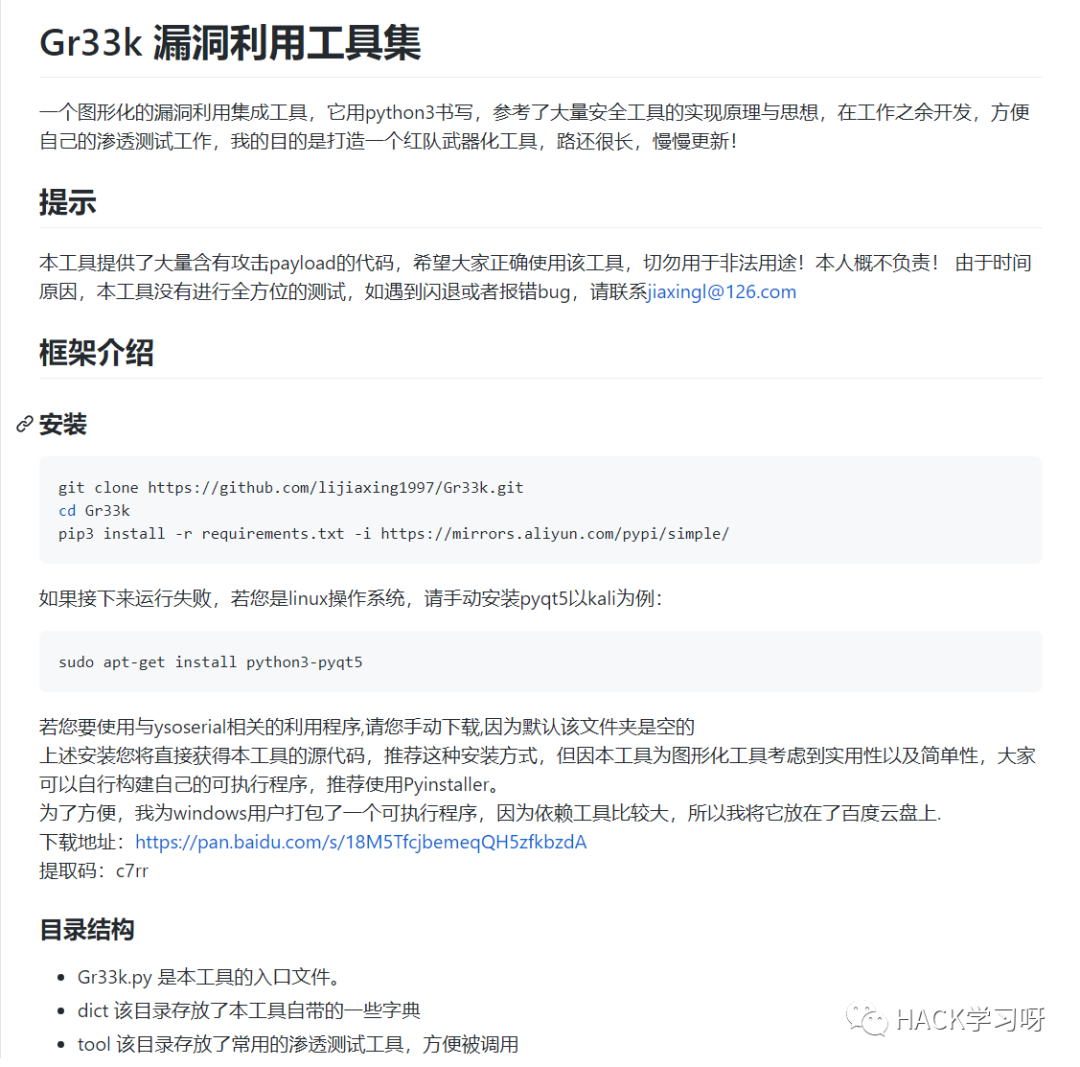 Gr33k 漏洞利用工具集
一个图形化的漏洞利用集成工具，它用python3书写，参考了大量安全工具的实现原理与思想，在工作之余开发，方便
自己的渗透测试工作，我的目的是打造一个红队武器化工具，路还很长，慢慢更新！
提示
本工具提供了大量含有攻击payload的代码，希望大家正确使用该工具，切勿用于非法用途！本人概不负责！ 由于时间
原因，本工具没有进行全方位的测试，如遇到闪退或者报错bug，请联系jiaxingl@126.com
框架介绍
安装
git clone https://github.com/lijiaxing1997/Gr33k.git
cd Gr33k
pip3 install -r requirements.txt -i https://mirrors.aliyun.com/pypi/simple/
如果接下来运行失败，若您是linux操作系统，请手动安装pyqt5以kali为例：
sudo apt-get install python3-pyqt5
若您要使用与ysoserial相关的利用程序,请您手动下载,因为默认该文件夹是空的
上述安装您将直接获得本工具的源代码，推荐这种安装方式，但因本工具为图形化工具考虑到实用性以及简单性，大家
可以自行构建自己的可执行程序，推荐使用Pyinstaller。
为了方便，我为windows用户打包了一个可执行程序，因为依赖工具比较大，所以我将它放在了百度云盘上.
下载地址：https://pan.baidu.com/s/18M5TfcjbemeqQH5zfkbzdA
提取码：c7rr
目录结构
Gr33k.py 是本工具的入口文件。
dict 该目录存放了本工具自带的一些字典
tool 该目录存放了常用的渗透测试工具，方便被调用
HACK学习呀